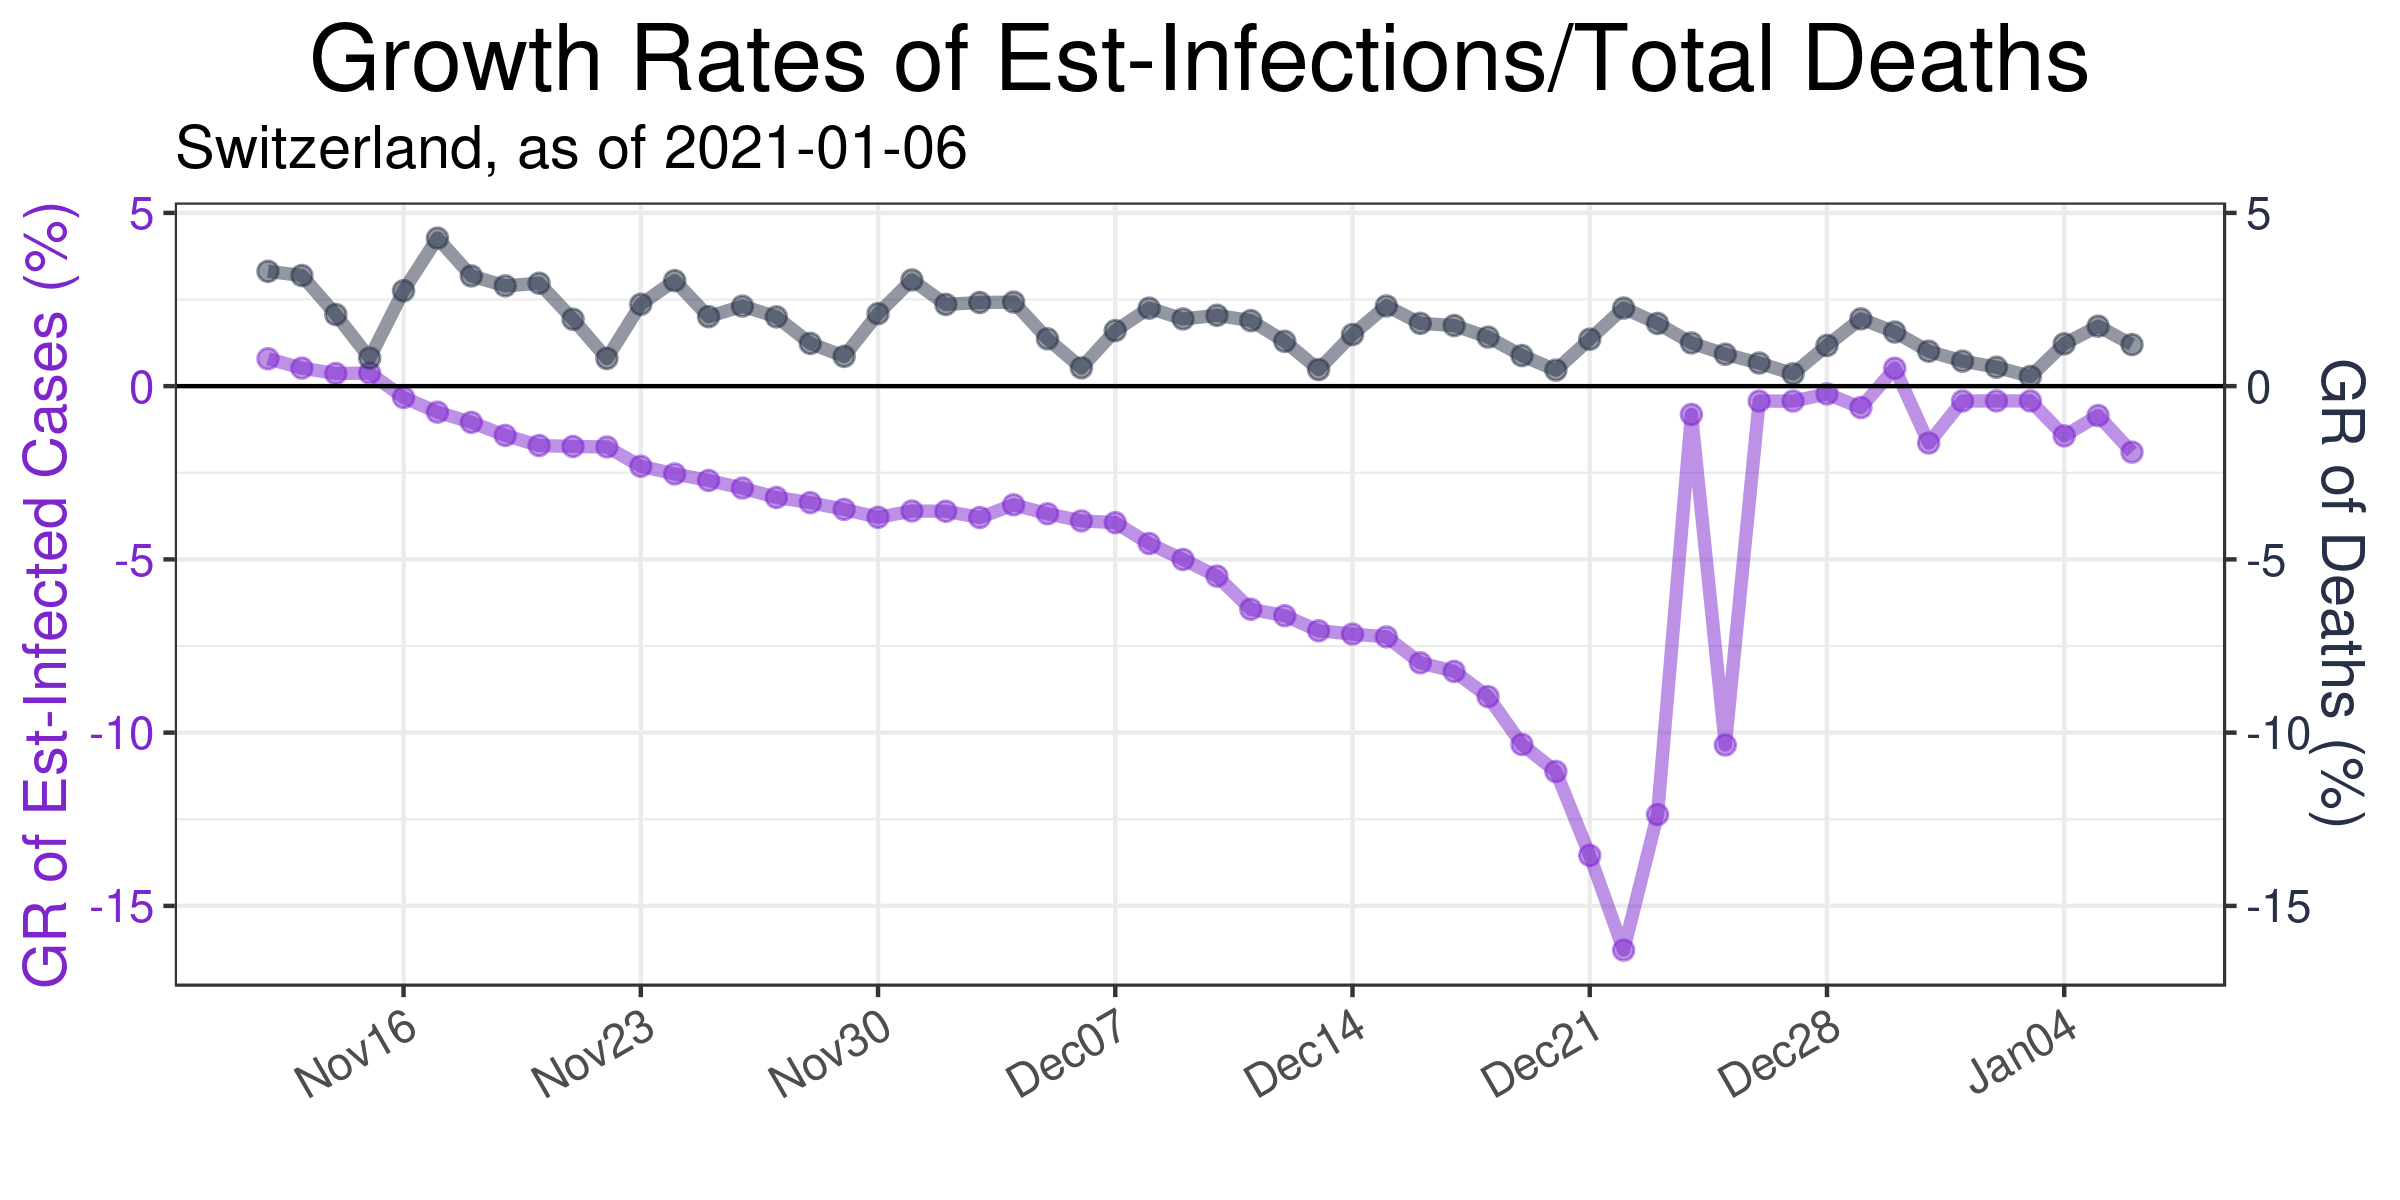 Growth Rates of Est-Infections/Total Deaths
Switzerland, as of 2021-01-06
GR of Est-Infected Cases (%)
5
0
-5
-10
-15
5
0
-5
-10
-15
GR of Deaths (%)
Nov16
Nov23
Nov30
Dec07
Dec14
Dec21
Dec28
Jan04